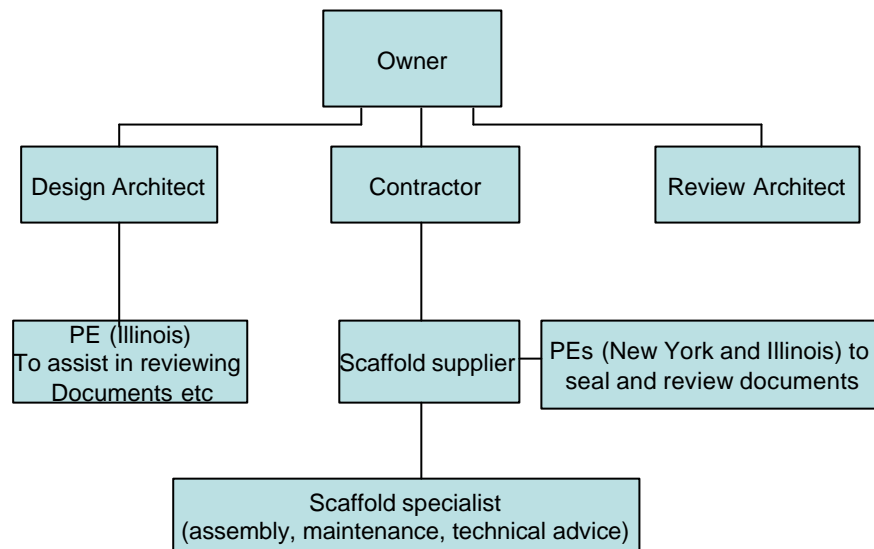 Owner
Design Architect
Contractor
Review Architect
PE (Illinois)
To assist in reviewing
Documents etc
Scaffold supplier
PEs (New York and Illinois) to
seal and review documents
Scaffold specialist
(assembly, maintenance, technical advice)